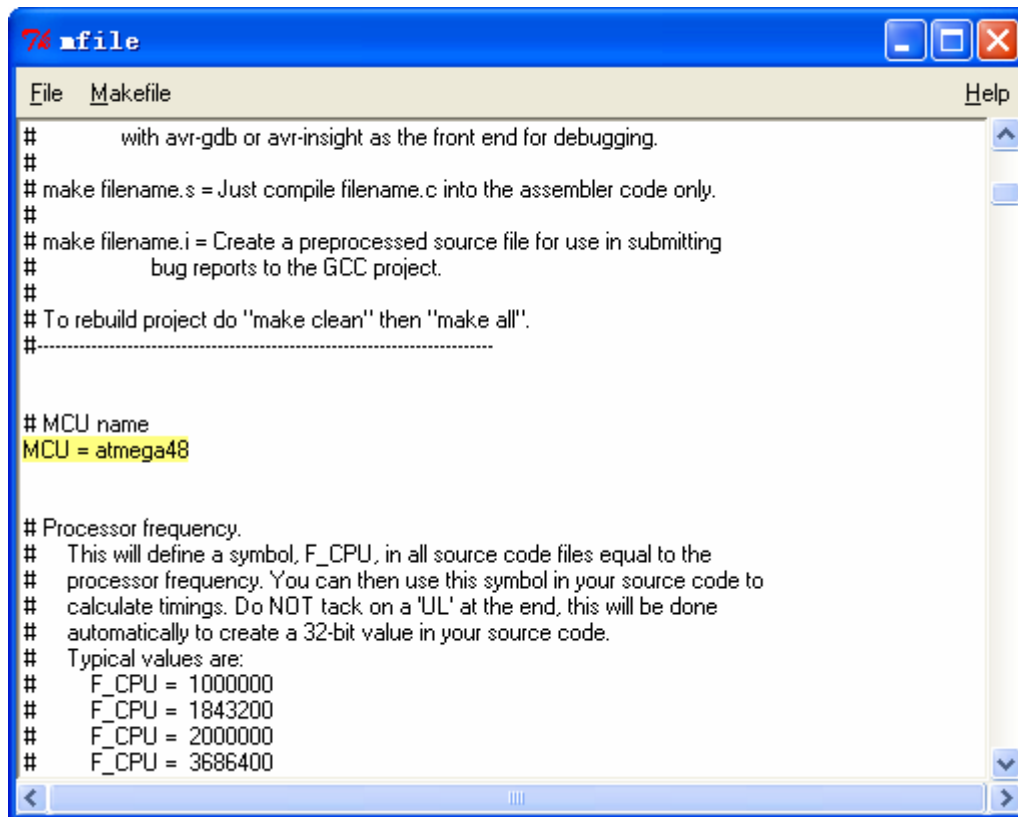 mfile
File Makefile Help
# with avr-gdb or avr-insight as the front end for debugging.
#
# make filename.s = Just compile filename.c into the assembler code only.
#
# make filename.i = Create a preprocessed source file for use in submitting
# bug reports to the GCC project.
#
# To rebuild project do "make clean" then "make all".
#----------------------------------------------------------------------------
# MCU name
MCU = atmega48
# Processor frequency.
# This will define a symbol, F_CPU, in all source code files equal to the
# processor frequency. You can then use this symbol in your source code to
# calculate timings. Do NOT tack on a 'UL' at the end, this will be done
# automatically to create a 32-bit value in your source code.
# Typical values are:
# F_CPU = 1000000
# F_CPU = 1843200
# F_CPU = 2000000
# F_CPU = 3686400